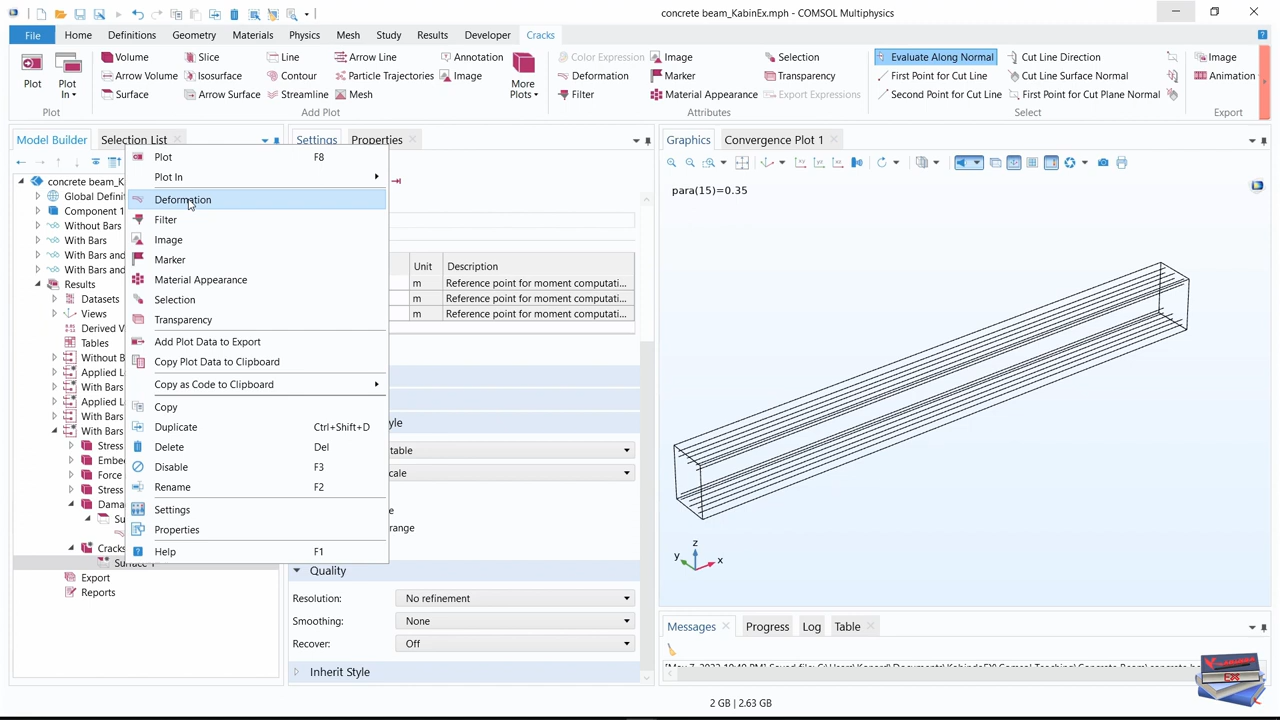 concrete beam_KabinEx.mph - COMSOL Multiphysics
File Home Definitions Geometry Materials Physics Mesh Study Results Developer Cracks
Volume Slice Line Arrow Line Annotation Color Expression Image Selection Evaluate Along Normal Cut Line Direction Image
Plot Plot In Arrow Volume Isosurface Contour Particle Trajectories Image More Plots Deformation Marker Transparency First Point for Cut Line Cut Line Surface Normal Animation
Surface Arrow Surface Streamline Mesh Filter Material Appearance Export Expressions Second Point for Cut Line First Point for Cut Plane Normal
Plot Add Plot Attributes Select Export
Model Builder Selection List Settings Properties Graphics Convergence Plot 1
concrete beam_K
Global Defini
Component 1
Without Bars
With Bars
With Bars and
With Bars and
Results
Datasets
Views
Derived V
Tables
Without B
Applied L
With Bars
Applied L
With Bars
With Bars
Stress
Embe
Force
Stress
Dama
Su
Cracks
Surface 1
Export
Reports
Plot F8
Plot In
Deformation
Filter
Image
Marker
Material Appearance
Selection
Transparency
Add Plot Data to Export
Copy Plot Data to Clipboard
Copy as Code to Clipboard
Copy
Duplicate Ctrl+Shift+D
Delete Del
Disable F3
Rename F2
Settings
Properties
Help F1
Unit Description
m Reference point for moment computati...
m Reference point for moment computati...
m Reference point for moment computati...
yle
table
cale
e
range
Quality
Resolution: No refinement
Smoothing: None
Recover: Off
Inherit Style
para(15)=0.35
z
y x
Messages Progress Log Table
2 GB | 2.63 GB
EX